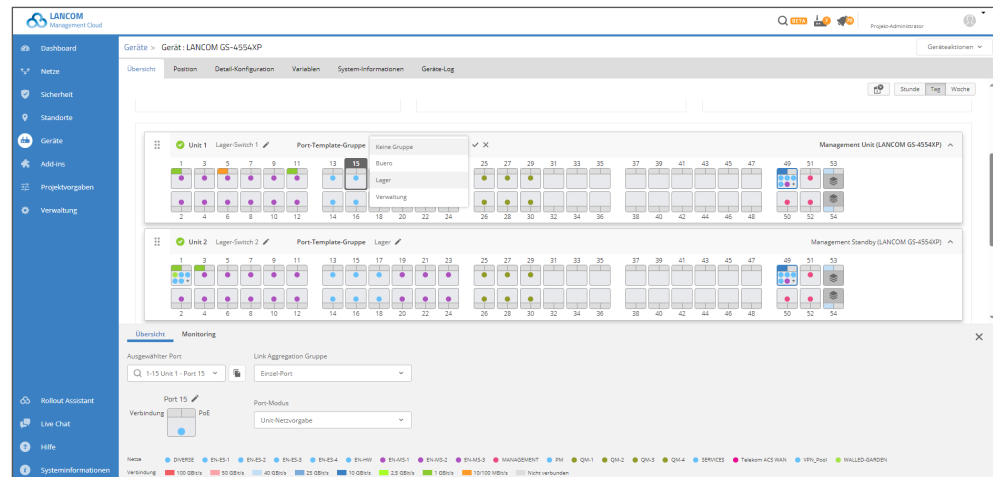 LANCOM
Management Cloud
BETA
Projekt-Administrator
Dashboard
Netze
Sicherheit
Standorte
Geräte
Add-ins
Projektvorgaben
Verwaltung
Rollout Assistant
Live Chat
Hilfe
Systeminformationen
Geräte > Gerät : LANCOM GS-4554XP
Geräteaktionen
Übersicht Position Detail-Konfiguration Variablen System-Informationen Geräte-Log
Stunde Tag Woche
Unit 1 Lager-Switch 1 Port-Template-Gruppe Management Unit (LANCOM GS-4554XP)
Keine Gruppe
Buero
Lager
Verwaltung
1 3 5 7 9 11 13 15 25 27 29 31 33 35 37 39 41 43 45 47 49 51 53
2 4 6 8 10 12 14 16 18 20 22 24 26 28 30 32 34 36 38 40 42 44 46 48 50 52 54
Unit 2 Lager-Switch 2 Port-Template-Gruppe Lager Management Standby (LANCOM GS-4554XP)
1 3 5 7 9 11 13 15 17 19 21 23 25 27 29 31 33 35 37 39 41 43 45 47 49 51 53
2 4 6 8 10 12 14 16 18 20 22 24 26 28 30 32 34 36 38 40 42 44 46 48 50 52 54
Übersicht Monitoring
Ausgewählter Port Link Aggregation Gruppe
1-15 Unit 1 - Port 15 Einzel-Port
Port 15 Port-Modus
Verbindung PoE
Unit-Netzvorgabe
Netze DIVERSE EN-ES-1 EN-ES-2 EN-ES-3 EN-ES-4 EN-HW EN-MS-1 EN-MS-2 EN-MS-3 MANAGEMENT PM QM-1 QM-2 QM-3 QM-4 SERVICES Telekom ACS WAN VPN_Pool WALLED-GARDEN
Verbindung 100 GBit/s 50 GBit/s 40 GBit/s 25 GBit/s 10 GBit/s 2.5 GBit/s 1 GBit/s 10/100 MBit/s Nicht verbunden